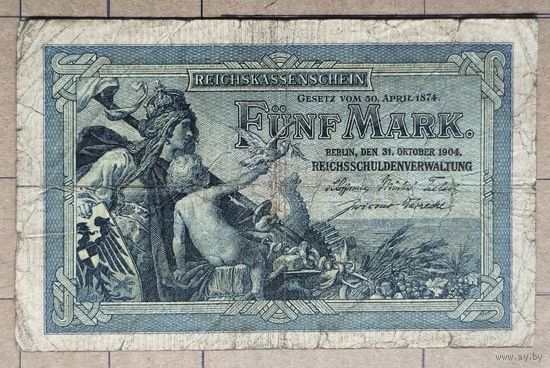 REICHSKASSENSCHEIN
GESETZ VOM 30. APRIL 1874.
FÜNF MARK.
BERLIN, DEN 31. OKTOBER 1904.
REICHSSCHULDENVERWALTUNG
www.ay.by